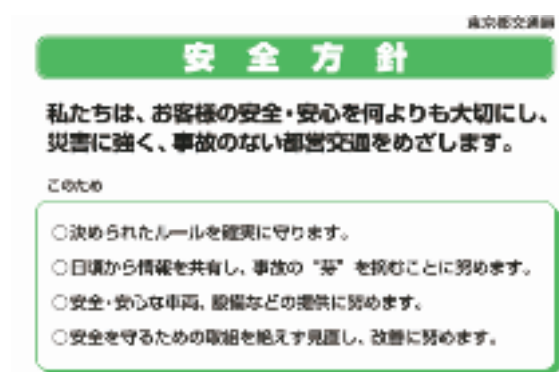 東京都交通局
安全方針
私たちは、お客様の安全・安心を何よりも大切にし、
災害に強く、事故のない都営交通をめざします。
このため
○決められたルールを確実に守ります。
○日頃から情報を共有し、事故の“芽”を摘むことに努めます。
○安全・安心な車両、設備などの提供に努めます。
○安全を守るための取組を絶えず見直し、改善に努めます。